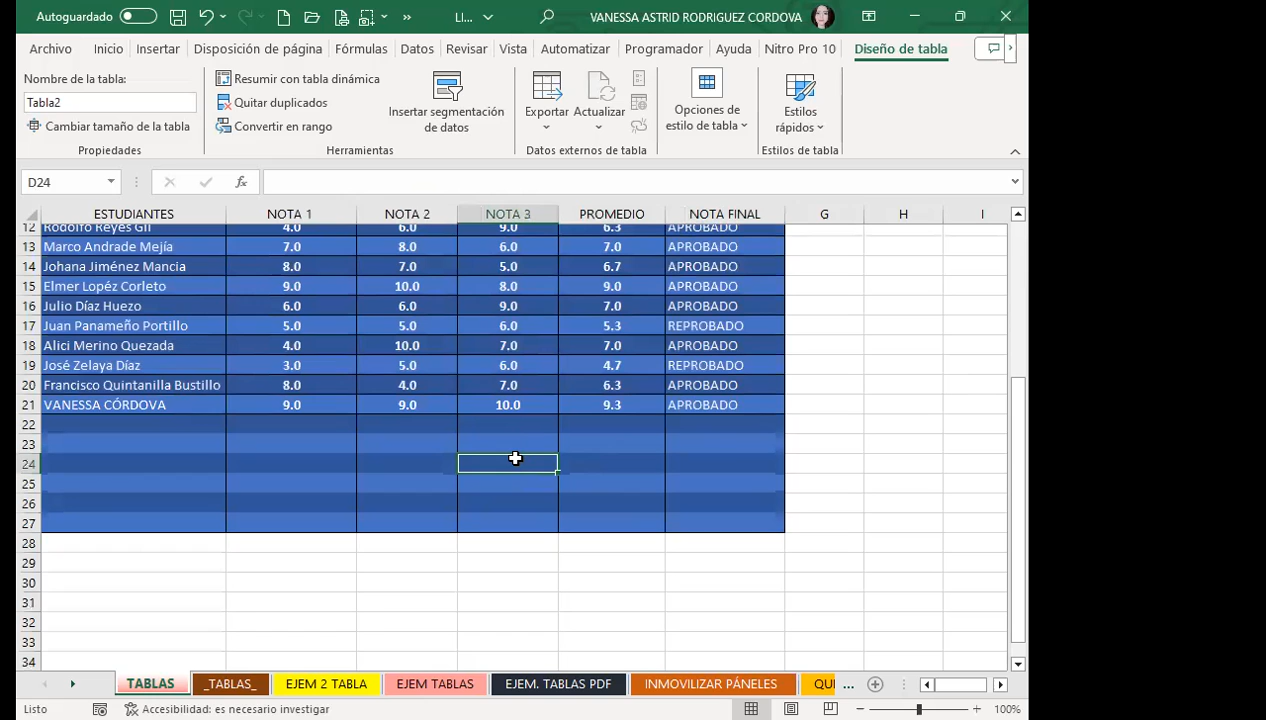 Autoguardado LI... VANESSA ASTRID RODRIGUEZ CORDOVA
Archivo Inicio Insertar Disposición de página Fórmulas Datos Revisar Vista Automatizar Programador Ayuda Nitro Pro 10 Diseño de tabla
Nombre de la tabla:
Tabla2
Cambiar tamaño de la tabla
Propiedades
Resumir con tabla dinámica
Quitar duplicados
Convertir en rango
Insertar segmentación
de datos
Herramientas
Exportar Actualizar
Datos externos de tabla
Opciones de
estilo de tabla
Estilos
rápidos
Estilos de tabla
D24 fx
ESTUDIANTES NOTA 1 NOTA 2 NOTA 3 PROMEDIO NOTA FINAL G H I
12 Rodolfo Reyes Gil 4.0 6.0 9.0 6.3 APROBADO
13 Marco Andrade Mejía 7.0 8.0 6.0 7.0 APROBADO
14 Johana Jiménez Mancia 8.0 7.0 5.0 6.7 APROBADO
15 Elmer Lopéz Corleto 9.0 10.0 8.0 9.0 APROBADO
16 Julio Díaz Huezo 6.0 6.0 9.0 7.0 APROBADO
17 Juan Panameño Portillo 5.0 5.0 6.0 5.3 REPROBADO
18 Alici Merino Quezada 4.0 10.0 7.0 7.0 APROBADO
19 José Zelaya Díaz 3.0 5.0 6.0 4.7 REPROBADO
20 Francisco Quintanilla Bustillo 8.0 4.0 7.0 6.3 APROBADO
21 VANESSA CÓRDOVA 9.0 9.0 10.0 9.3 APROBADO
22
23
24
25
26
27
28
29
30
31
32
33
34
TABLAS _TABLAS_ EJEM 2 TABLA EJEM TABLAS EJEM. TABLAS PDF INMOVILIZAR PÁNELES QUI ...
Listo Accesibilidad: es necesario investigar 100%